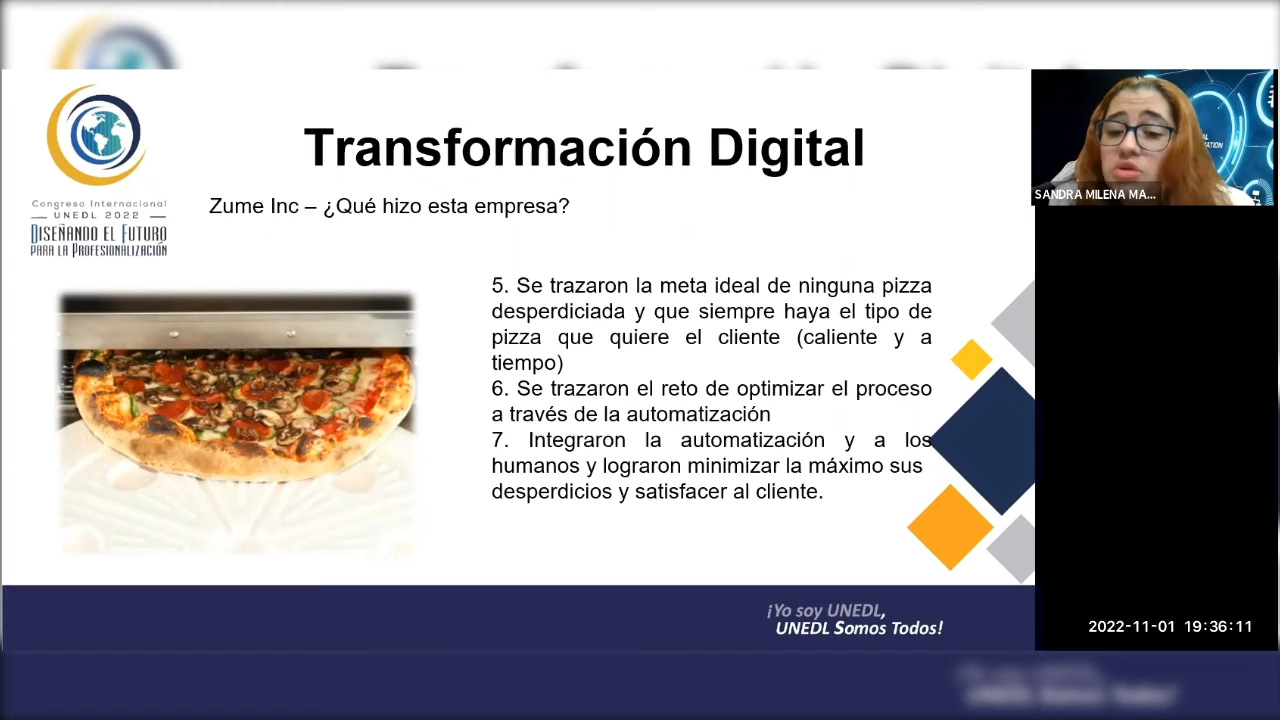 Transformación Digital
Zume Inc – ¿Qué hizo esta empresa?
Congreso Internacional
UNEDL 2022
DISEÑANDO EL FUTURO
PARA LA PROFESIONALIZACIÓN
5. Se trazaron la meta ideal de ninguna pizza
desperdiciada y que siempre haya el tipo de
pizza que quiere el cliente (caliente y a
tiempo)
6. Se trazaron el reto de optimizar el proceso
a través de la automatización
7. Integraron la automatización y a los
humanos y lograron minimizar la máximo sus
desperdicios y satisfacer al cliente.
¡Yo soy UNEDL,
UNEDL Somos Todos!
SANDRA MILENA MA...
2022-11-01 19:36:11